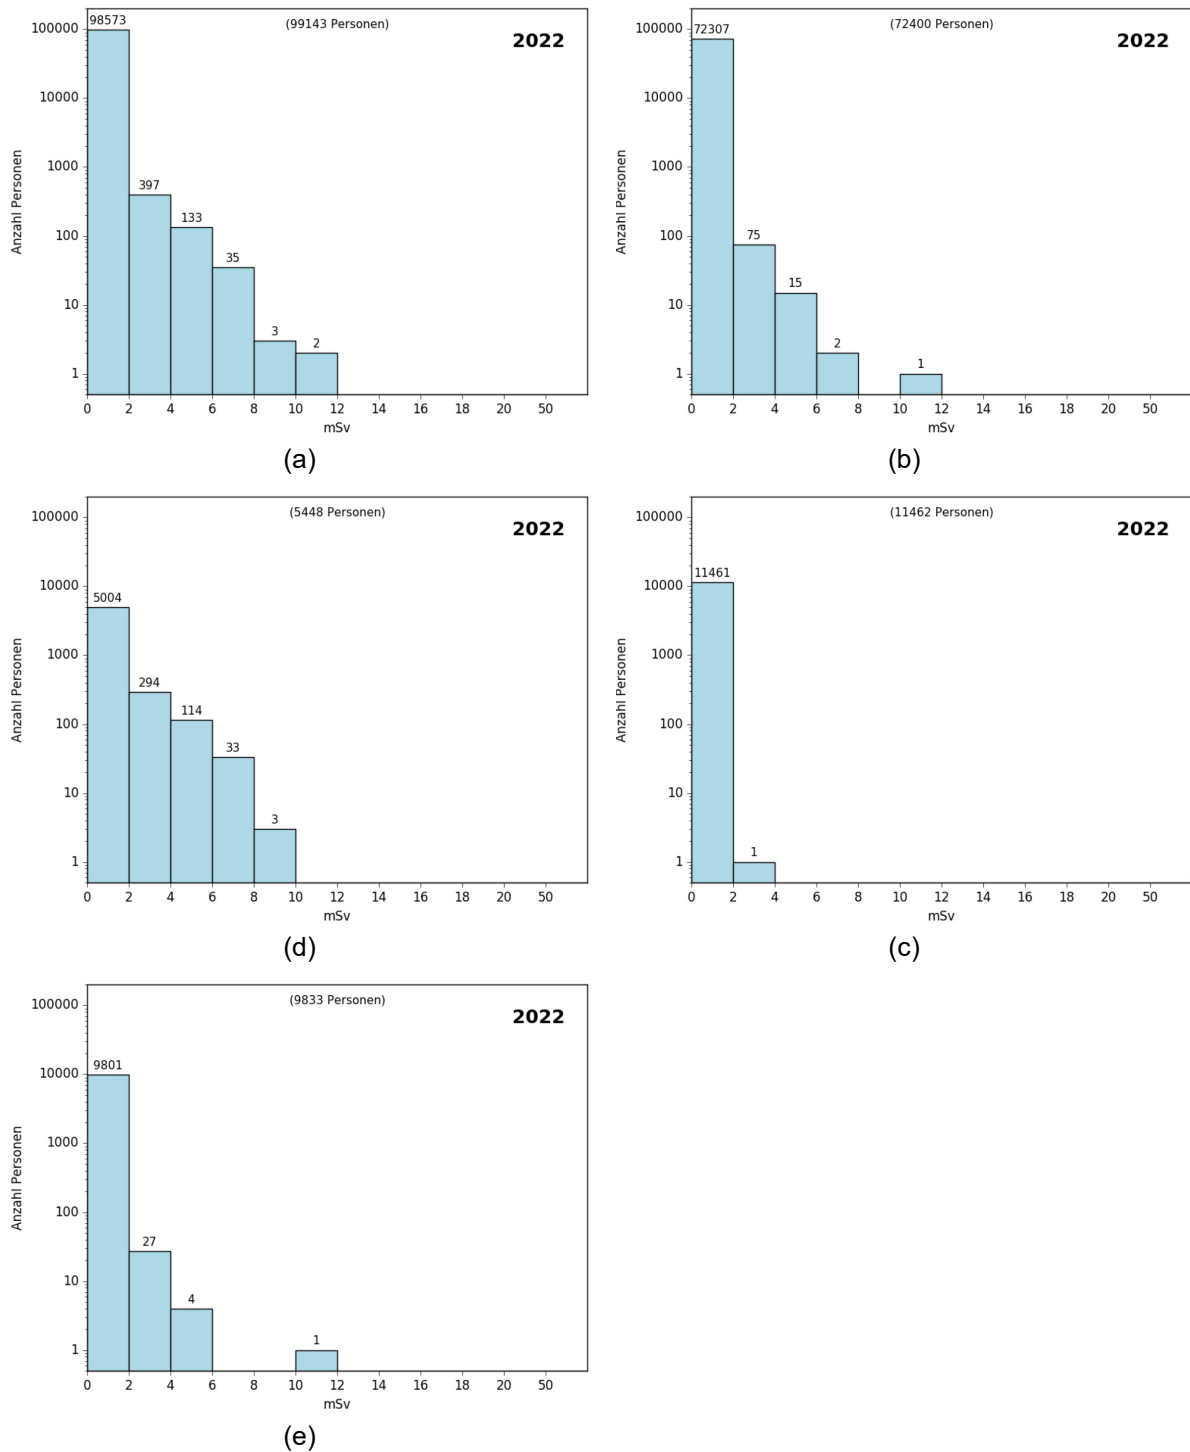 98573
(99143 Personen)
2022
100000
10000
1000
100
10
1
397
133
35
3
2
Anzahl Personen
0 2 4 6 8 10 12 14 16 18 20 50
mSv
(a)
72307
(72400 Personen)
2022
100000
10000
1000
100
10
1
75
15
2
1
Anzahl Personen
0 2 4 6 8 10 12 14 16 18 20 50
mSv
(b)
(5448 Personen)
2022
100000
10000
1000
100
10
1
5004
294
114
33
3
Anzahl Personen
0 2 4 6 8 10 12 14 16 18 20 50
mSv
(d)
(11462 Personen)
2022
100000
10000
1000
100
10
1
11461
1
Anzahl Personen
0 2 4 6 8 10 12 14 16 18 20 50
mSv
(c)
(9833 Personen)
2022
100000
10000
1000
100
10
1
9801
27
4
1
Anzahl Personen
0 2 4 6 8 10 12 14 16 18 20 50
mSv
(e)